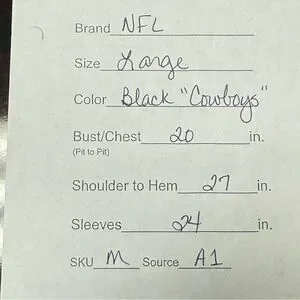 Brand NFL
Size Large
Color Black "Cowboys"
Bust/Chest 20 in.
(Pit to Pit)
Shoulder to Hem 27 in.
Sleeves 24 in.
SKU M Source A1